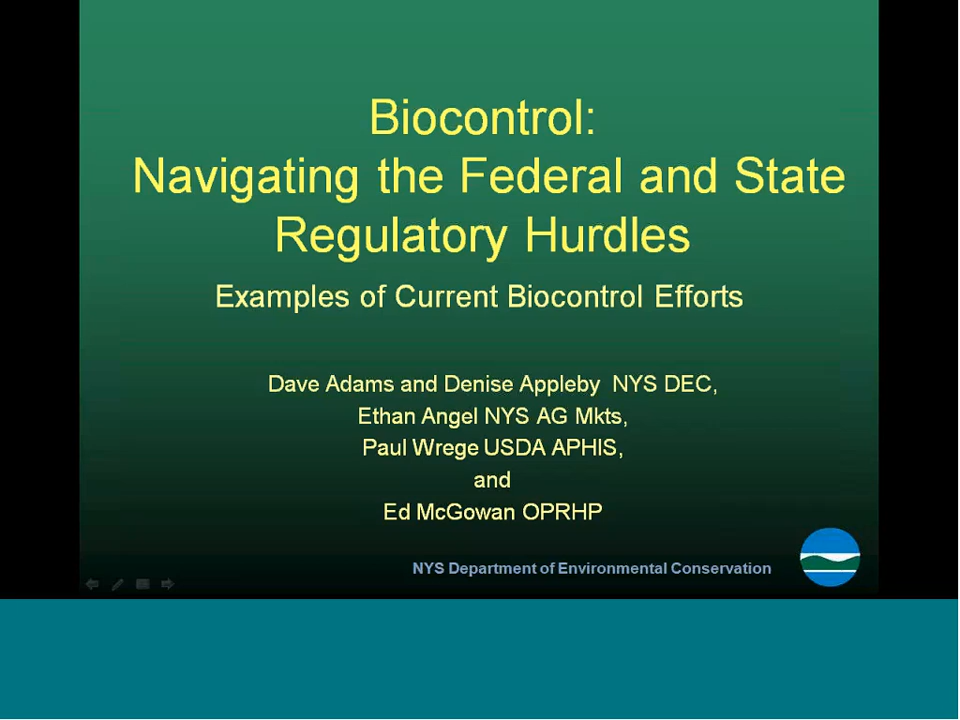 Biocontrol:
Navigating the Federal and State
Regulatory Hurdles
Examples of Current Biocontrol Efforts
Dave Adams and Denise Appleby NYS DEC,
Ethan Angel NYS AG Mkts,
Paul Wrege USDA APHIS,
and
Ed McGowan OPRHP
NYS Department of Environmental Conservation